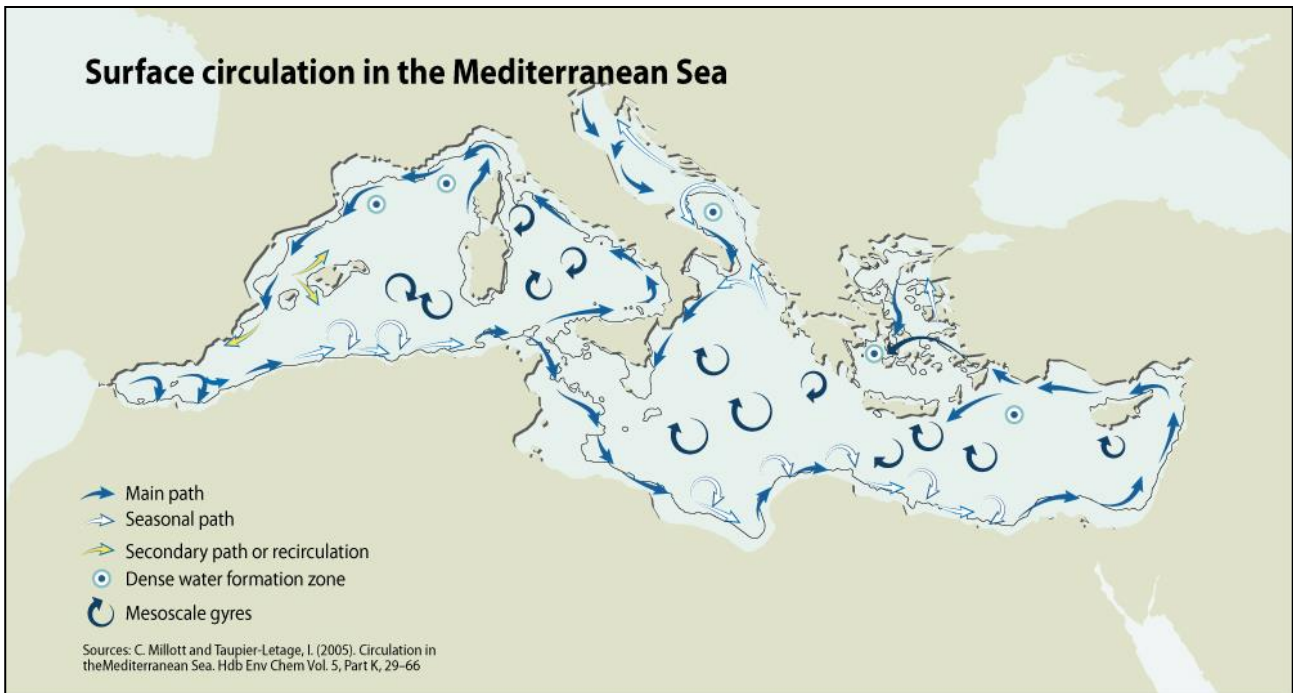 Surface circulation in the Mediterranean Sea
Main path
Seasonal path
Secondary path or recirculation
Dense water formation zone
Mesoscale gyres
Sources: C. Millott and Taupier-Letage, I. (2005). Circulation in
theMediterranean Sea. Hdb Env Chem Vol. 5, Part K, 29–66